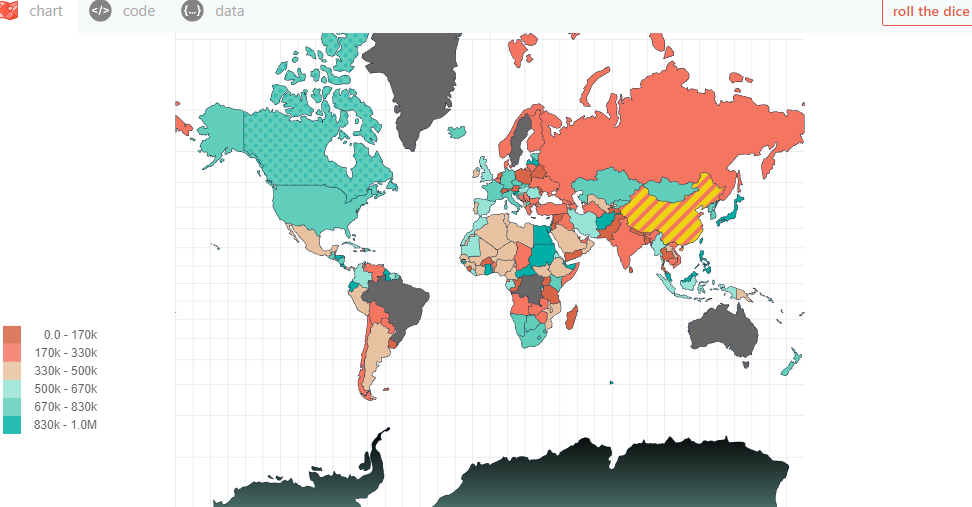 chart
</> code
{...} data
roll the dice
0.0 - 170k
170k - 330k
330k - 500k
500k - 670k
670k - 830k
830k - 1.0M